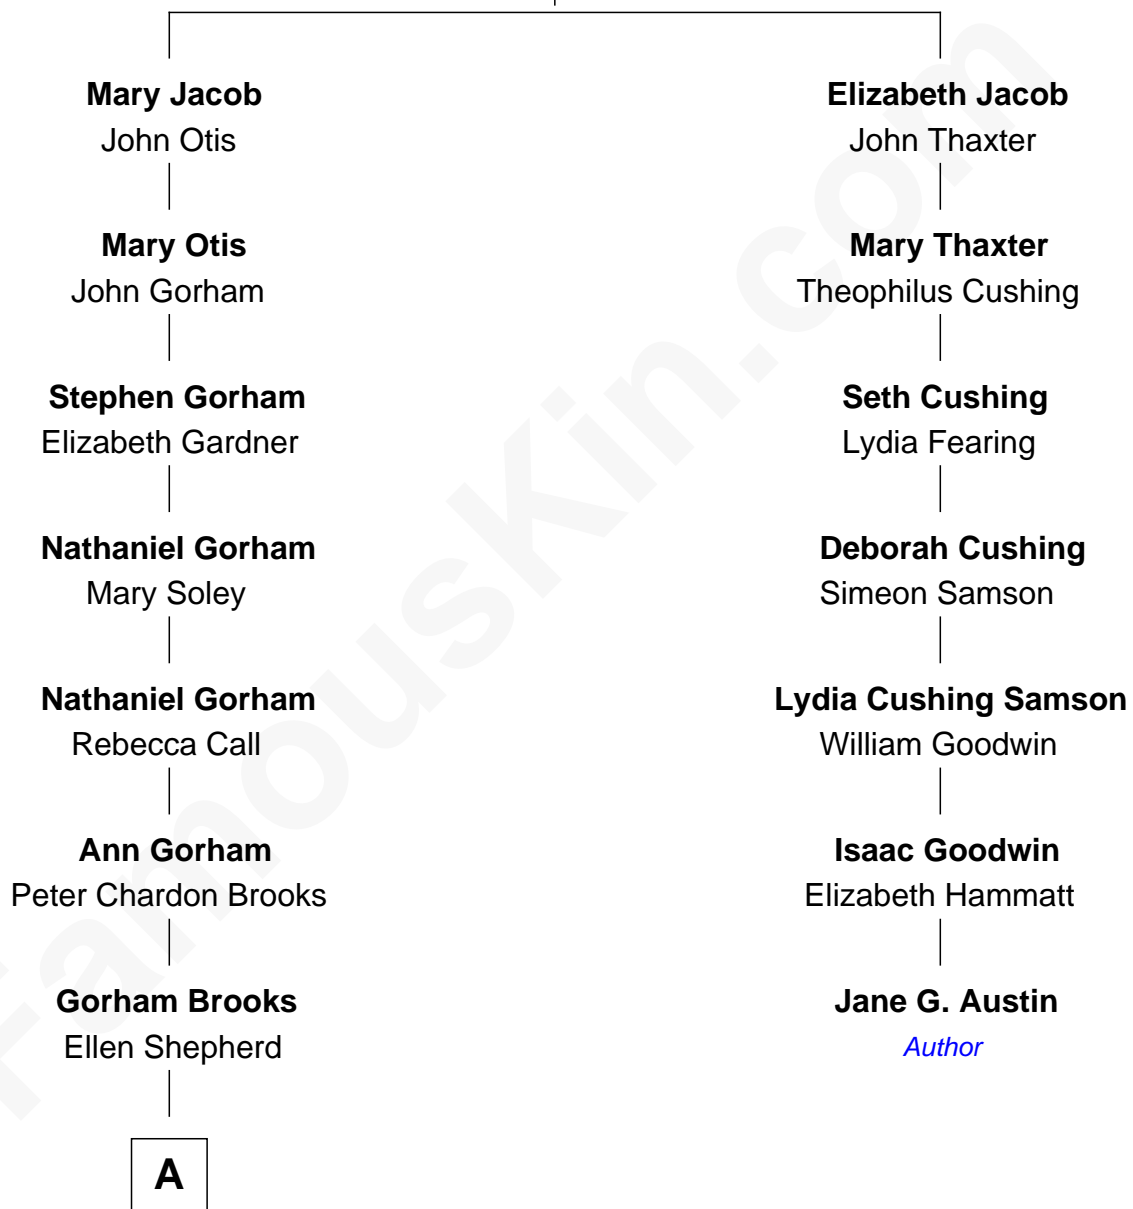 Mary Jacob
John Otis
Elizabeth Jacob
John Thaxter
Mary Otis
John Gorham
Mary Thaxter
Theophilus Cushing
Stephen Gorham
Elizabeth Gardner
Seth Cushing
Lydia Fearing
Nathaniel Gorham
Mary Soley
Deborah Cushing
Simeon Samson
Nathaniel Gorham
Rebecca Call
Lydia Cushing Samson
William Goodwin
Ann Gorham
Peter Chardon Brooks
Isaac Goodwin
Elizabeth Hammatt
Gorham Brooks
Ellen Shepherd
Jane G. Austin
Author
A
FamousKin.com